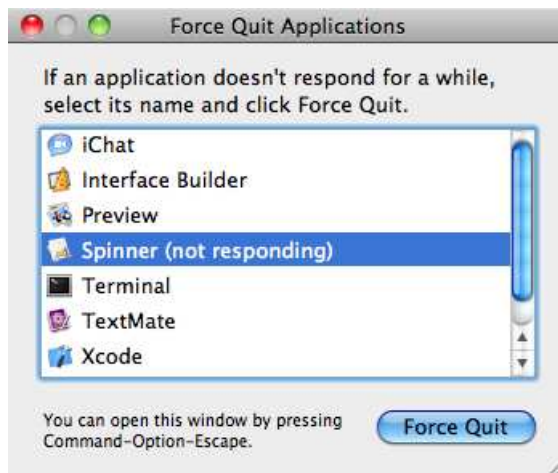 Force Quit Applications
If an application doesn't respond for a while,
select its name and click Force Quit.
iChat
Interface Builder
Preview
Spinner (not responding)
Terminal
TextMate
Xcode
You can open this window by pressing
Command-Option-Escape.
Force Quit